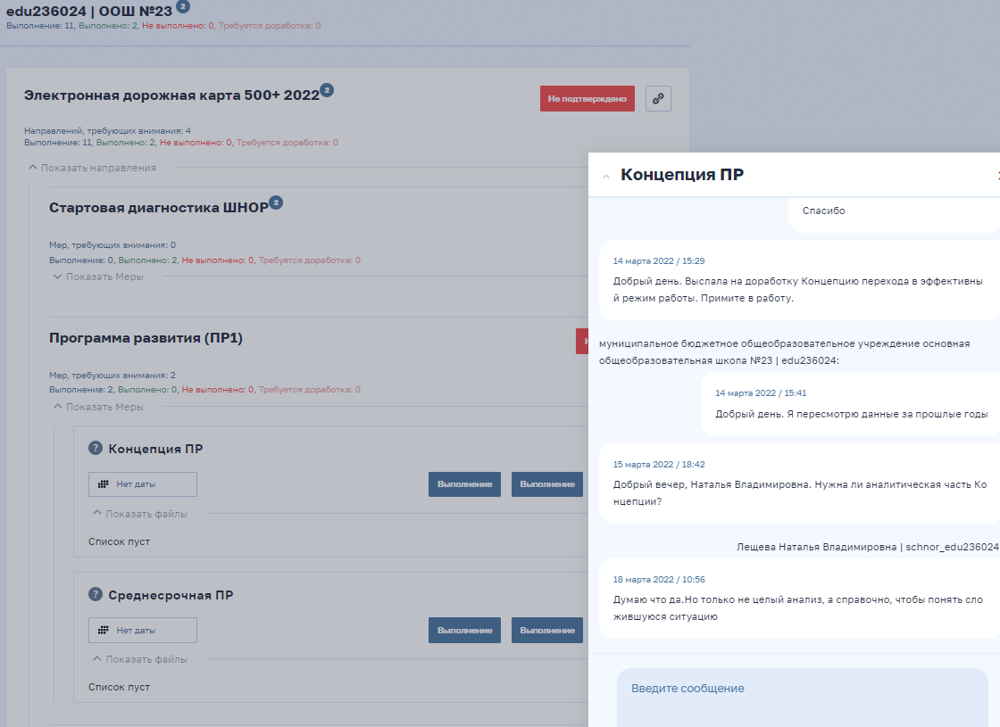 edu236024 | ООШ №23 2
Выполнение: 11, Выполнено: 2, Не выполнено: 0, Требуется доработка: 0
Электронная дорожная карта 500+ 2022 2
Не подтверждено
Направлений, требующих внимания: 4
Выполнение: 11, Выполнено: 2, Не выполнено: 0, Требуется доработка: 0
Показать направления
Стартовая диагностика ШНОР 2
Мер, требующих внимания: 0
Выполнение: 0, Выполнено: 2, Не выполнено: 0, Требуется доработка: 0
Показать Меры
Программа развития (ПР1)
Мер, требующих внимания: 2
Выполнение: 2, Выполнено: 0, Не выполнено: 0, Требуется доработка: 0
Показать Меры
? Концепция ПР
Нет даты
Выполнение
Выполнение
Показать файлы
Список пуст
? Среднесрочная ПР
Нет даты
Выполнение
Выполнение
Показать файлы
Список пуст
Концепция ПР
Спасибо
14 марта 2022 / 15:29
Добрый день. Выслала на доработку Концепцию перехода в эффективны
й режим работы. Примите в работу.
муниципальное бюджетное общеобразовательное учреждение основная
общеобразовательная школа №23 | edu236024:
14 марта 2022 / 15:41
Добрый день. Я пересмотрю данные за прошлые годы
15 марта 2022 / 18:42
Добрый вечер, Наталья Владимировна. Нужна ли аналитическая часть Ко
нцепции?
Лещева Наталья Владимировна | schnor_edu236024
18 марта 2022 / 10:56
Думаю что да.Но только не целый анализ, а справочно, чтобы понять сло
жившуюся ситуацию
Введите сообщение